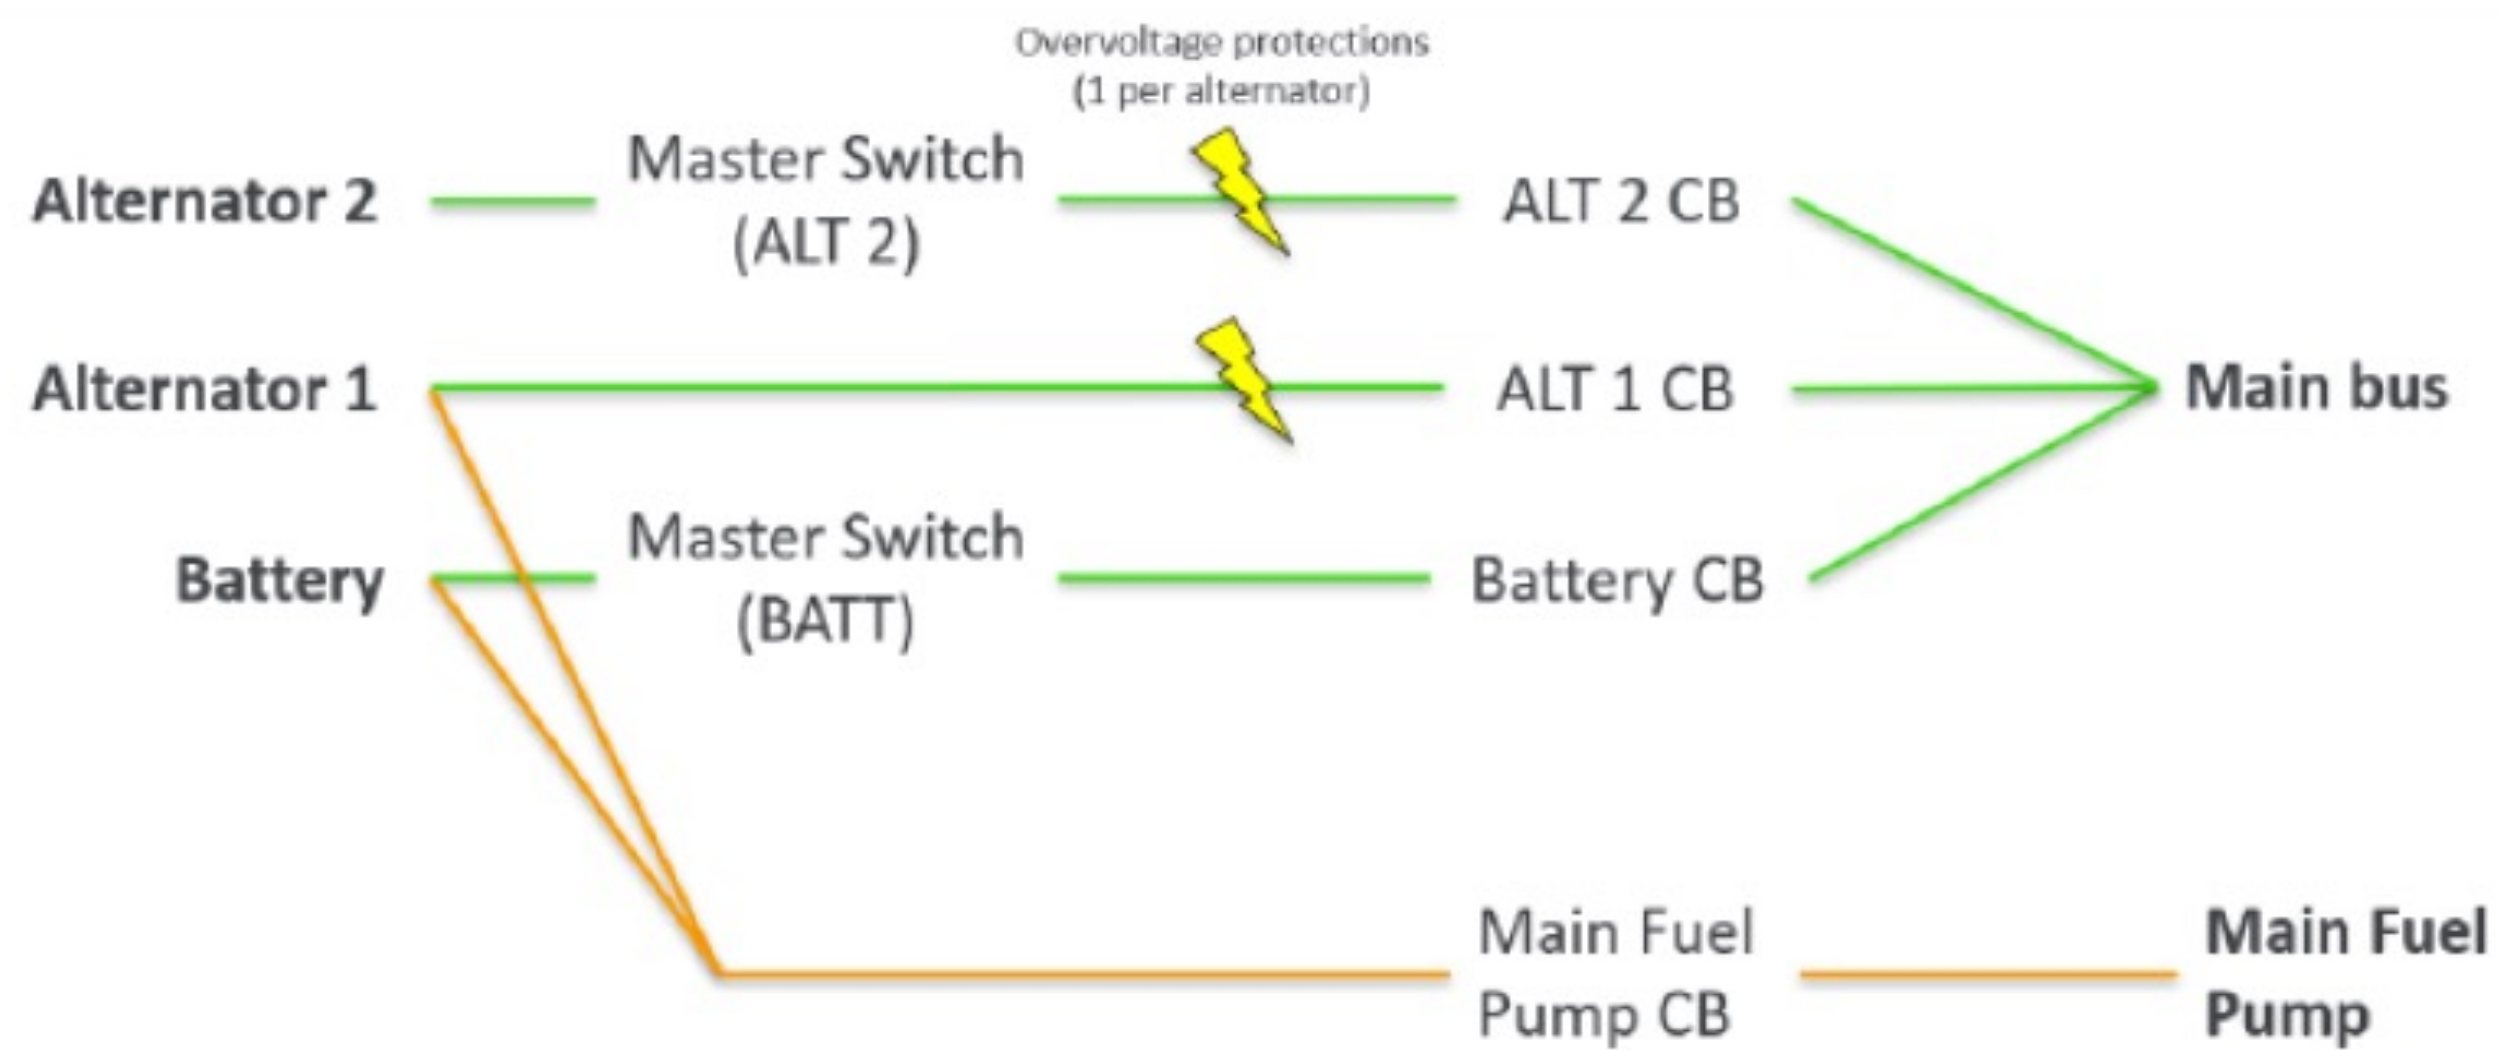 Overvoltage protections
(1 per alternator)
Alternator 2
Master Switch
(ALT 2)
ALT 2 CB
Alternator 1
ALT 1 CB
Main bus
Battery
Master Switch
(BATT)
Battery CB
Main Fuel
Pump CB
Main Fuel
Pump